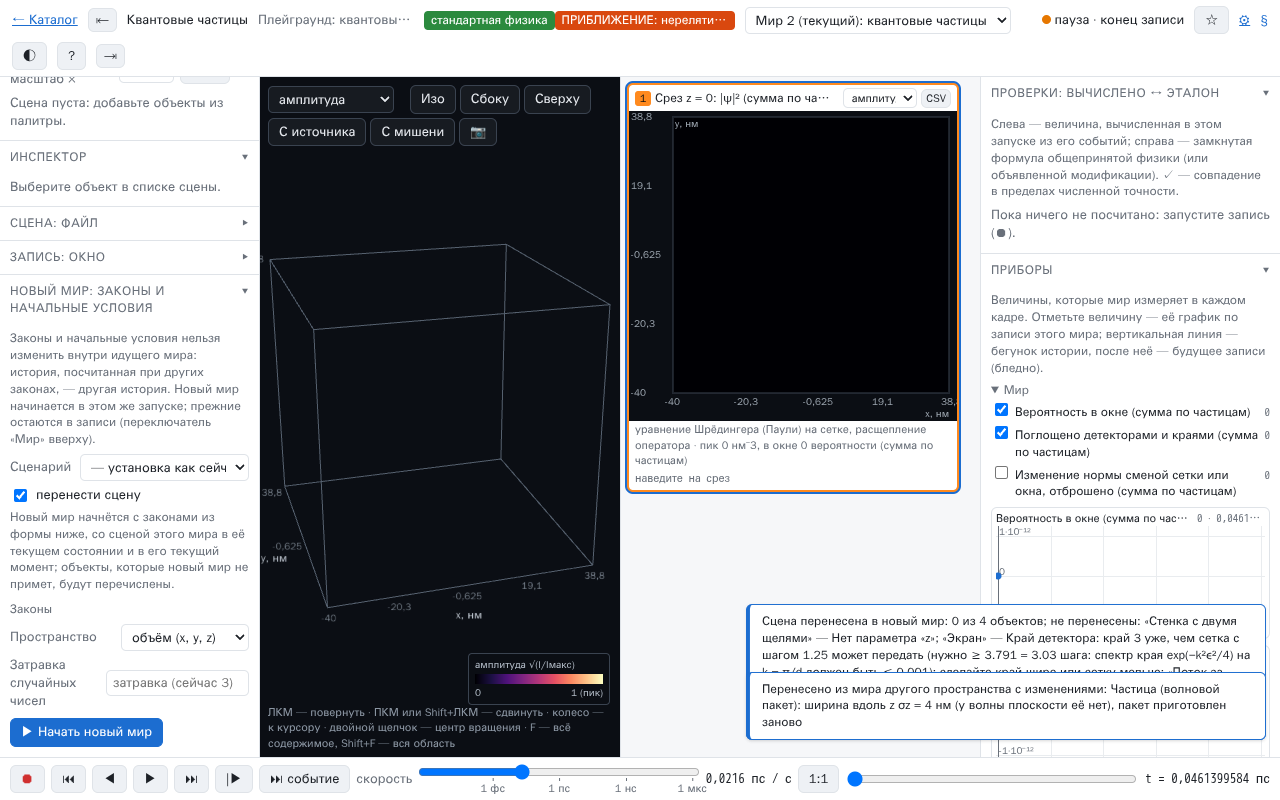 ← Каталог
⇤
Квантовые частицы
Плейграунд: квантовы···
стандартная физика
ПРИБЛИЖЕНИЕ: нереляти···
Мир 2 (текущий): квантовые частицы
пауза · конец записи
☆
⚙
§
◐
?
⇥
масштаб ×
Сцена пуста: добавьте объекты из
палитры.
ИНСПЕКТОР
Выберите объект в списке сцены.
СЦЕНА: ФАЙЛ
ЗАПИСЬ: ОКНО
НОВЫЙ МИР: ЗАКОНЫ И
НАЧАЛЬНЫЕ УСЛОВИЯ
Законы и начальные условия нельзя
изменить внутри идущего мира:
история, посчитанная при других
законах, — другая история. Новый мир
начинается в этом же запуске; прежние
остаются в записи (переключатель
«Мир» вверху).
Сценарий
— установка как сейч
перенести сцену
Новый мир начнётся с законами из
формы ниже, со сценой этого мира в её
текущем состоянии и в его текущий
момент; объекты, которые новый мир не
примет, будут перечислены.
Законы
Пространство
объём (x, y, z)
Затравка
случайных
чисел
затравка (сейчас 3)
▶ Начать новый мир
амплитуда
Изо
Сбоку
Сверху
С источника
С мишени
38,8
-0,625
y, нм
-40
-20,3
-0,625
19,1
38,8
x, нм
амплитуда √(I/Iмакс)
0
1 (пик)
ЛКМ — повернуть · ПКМ или Shift+ЛКМ — сдвинуть · колесо —
к курсору · двойной щелчок — центр вращения · F — всё
содержимое, Shift+F — вся область
1
Срез z = 0: |ψ|² (сумма по ча···
амплиту
CSV
38,8
y, нм
19,1
-0,625
-20,3
-40
-40
-20,3
-0,625
19,1
38,
x, нм
уравнение Шрёдингера (Паули) на сетке, расщепление
оператора · пик 0 нм⁻3, в окне 0 вероятности (сумма по
частицам)
наведите на срез
ПРОВЕРКИ: ВЫЧИСЛЕНО ↔ ЭТАЛОН
Слева — величина, вычисленная в этом
запуске из его событий; справа — замкнутая
формула общепринятой физики (или
объявленной модификации). ✓ — совпадение
в пределах численной точности.
Пока ничего не посчитано: запустите запись
(⏺).
ПРИБОРЫ
Величины, которые мир измеряет в каждом
кадре. Отметьте величину — её график по
записи этого мира; вертикальная линия —
бегунок истории, после неё — будущее записи
(бледно).
▼ Мир
Вероятность в окне (сумма по частицам) 0
Поглощено детекторами и краями (сумма 0
по частицам)
Изменение нормы сменой сетки или 0
окна, отброшено (сумма по частицам)
Вероятность в окне (сумма по час··· 0 · 0,0461···
1·10⁻¹²
0
Сцена перенесена в новый мир: 0 из 4 объектов; не перенесены: «Стенка с двумя
щелями» — Нет параметра «z»; «Экран» — Край детектора: край 3 уже, чем сетка с
шагом 1.25 может передать (нужно ≥ 3.791 = 3.03 шага: спектр края exp(−k²ϵ²/4) на
Перенесено из мира другого пространства с изменениями: Частица (волновой
пакет): ширина вдоль z σz = 4 нм (у волны плоскости её нет), пакет приготовлен
заново
-1·10⁻¹²
⏭ событие
скорость
1 фс
1 пс
1 нс
1 мкс
0,0216 пс / с
1:1
t = 0,0461399584 пс